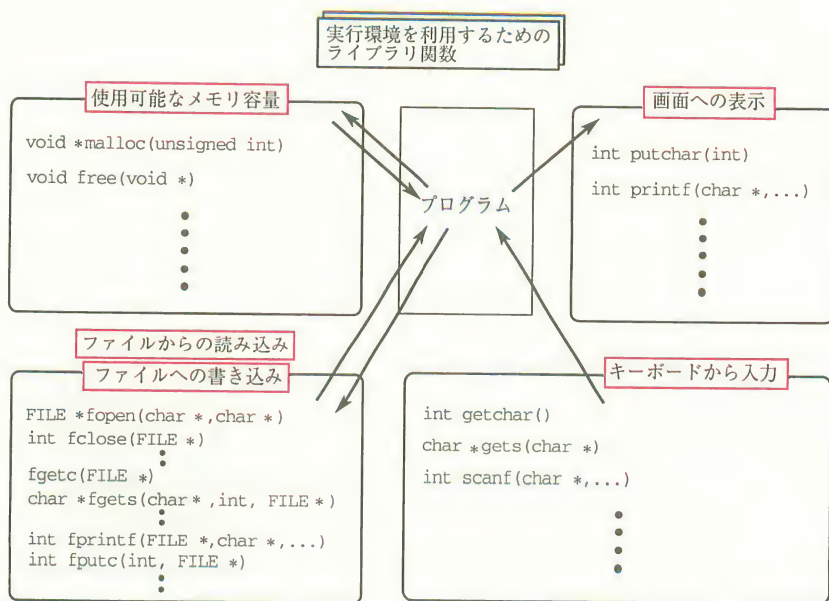 実行環境を利用するための
ライブラリ関数
使用可能なメモリ容量
void *malloc(unsigned int)
void free(void *)
プログラム
画面への表示
int putchar(int)
int printf(char *,...)
ファイルからの読み込み
ファイルへの書き込み
FILE *fopen(char *,char *)
int fclose(FILE *)
fgetc(FILE *)
char *fgets(char* ,int, FILE *)
int fprintf(FILE *,char *,...)
int fputc(int, FILE *)
キーボードから入力
int getchar()
char *gets(char *)
int scanf(char *,...)